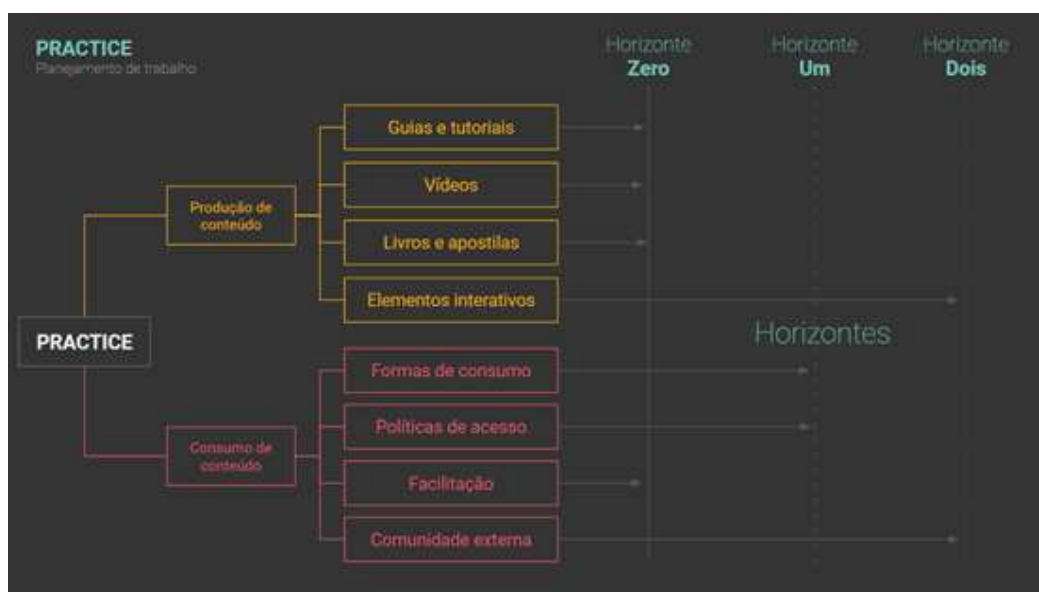 PRACTICE
Planejamento de trabalho
Horizonte
Zero
Horizonte
Um
Horizonte
Dois
Guias e tutoriais
Vídeos
Produção de
conteúdo
Livros e apostilas
Elementos interativos
PRACTICE
Horizontes
Formas de consumo
Políticas de acesso
Consumo de
conteúdo
Facilitação
Comunidade externa